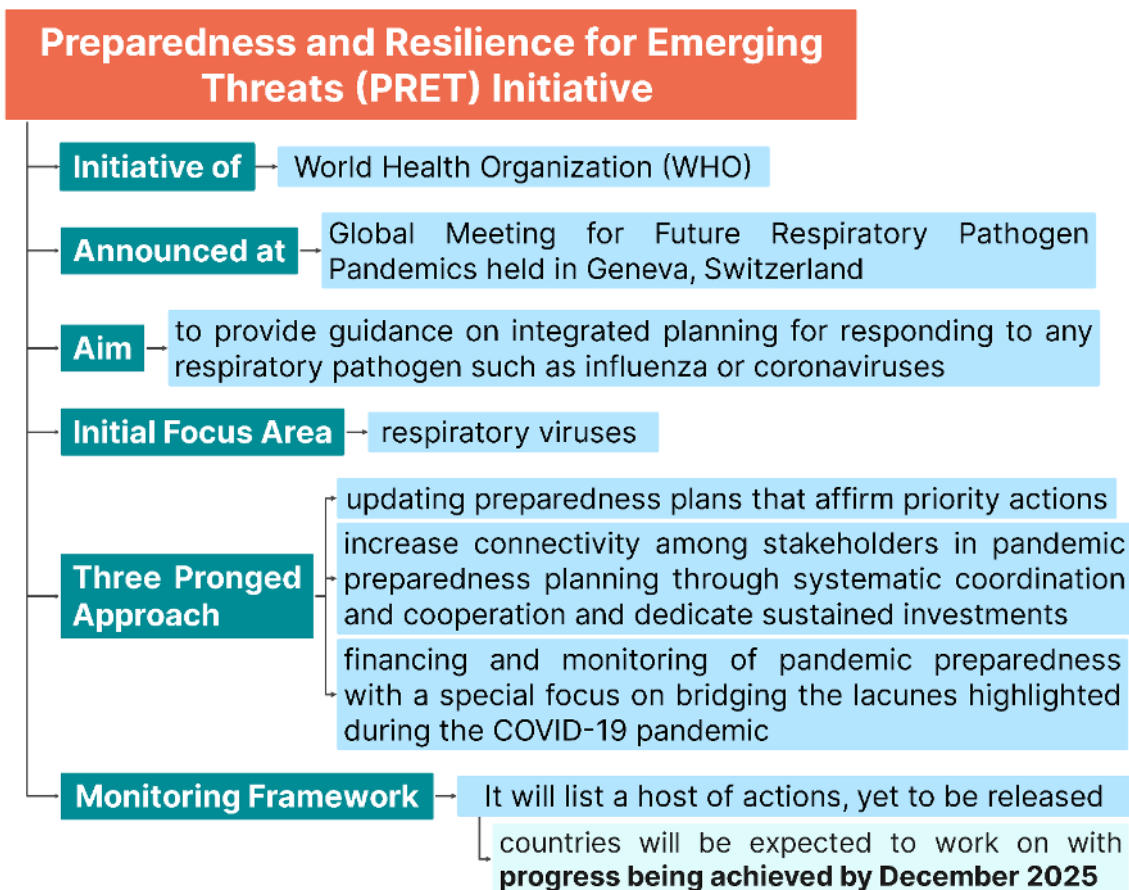 Preparedness and Resilience for Emerging
Threats (PRET) Initiative
Initiative of
World Health Organization (WHO)
Announced at
Global Meeting for Future Respiratory Pathogen
Pandemics held in Geneva, Switzerland
Aim
to provide guidance on integrated planning for responding to any
respiratory pathogen such as influenza or coronaviruses
Initial Focus Area
respiratory viruses
Three Pronged
Approach
updating preparedness plans that affirm priority actions
increase connectivity among stakeholders in pandemic
preparedness planning through systematic coordination
and cooperation and dedicate sustained investments
financing and monitoring of pandemic preparedness
with a special focus on bridging the lacunes highlighted
during the COVID-19 pandemic
Monitoring Framework
It will list a host of actions, yet to be released
countries will be expected to work on with
progress being achieved by December 2025